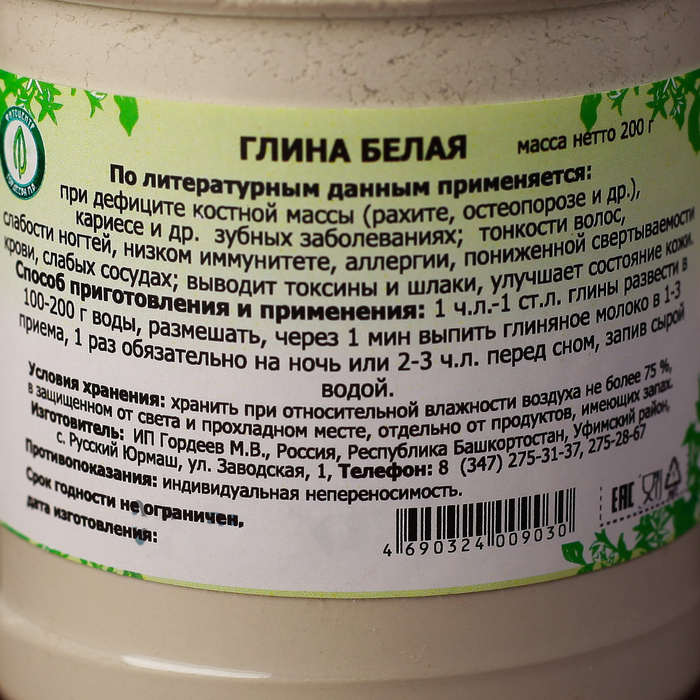 ГЛИНА БЕЛАЯ
масса нетто 200 г
По литературным данным применяется:
при дефиците костной массы (рахите, остеопорозе и др.),
кариесе и др. зубных заболеваниях; тонкости волос,
слабости ногтей, низком иммунитете, аллергии, пониженной свертываемости
крови, слабых сосудах; выводит токсины и шлаки, улучшает состояние кожи.
Способ приготовления и применения: 1 ч.л.-1 ст.л. глины развести в
100-200 г воды, размешать, через 1 мин выпить глиняное молоко в 1-3
приема, 1 раз обязательно на ночь или 2-3 ч.л. перед сном, запив сырой
водой.
Условия хранения: хранить при относительной влажности воздуха не более 75 %,
в защищенном от света и прохладном месте, отдельно от продуктов, имеющих запах.
Изготовитель: ИП Гордеев М.В., Россия, Республика Башкортостан, Уфимский район,
с. Русский Юрмаш, ул. Заводская, 1, Телефон: 8 (347) 275-31-37, 275-28-67
Противопоказания: индивидуальная непереносимость.
Срок годности не ограничен,
дата изготовления:
4 690324 009030
EAC